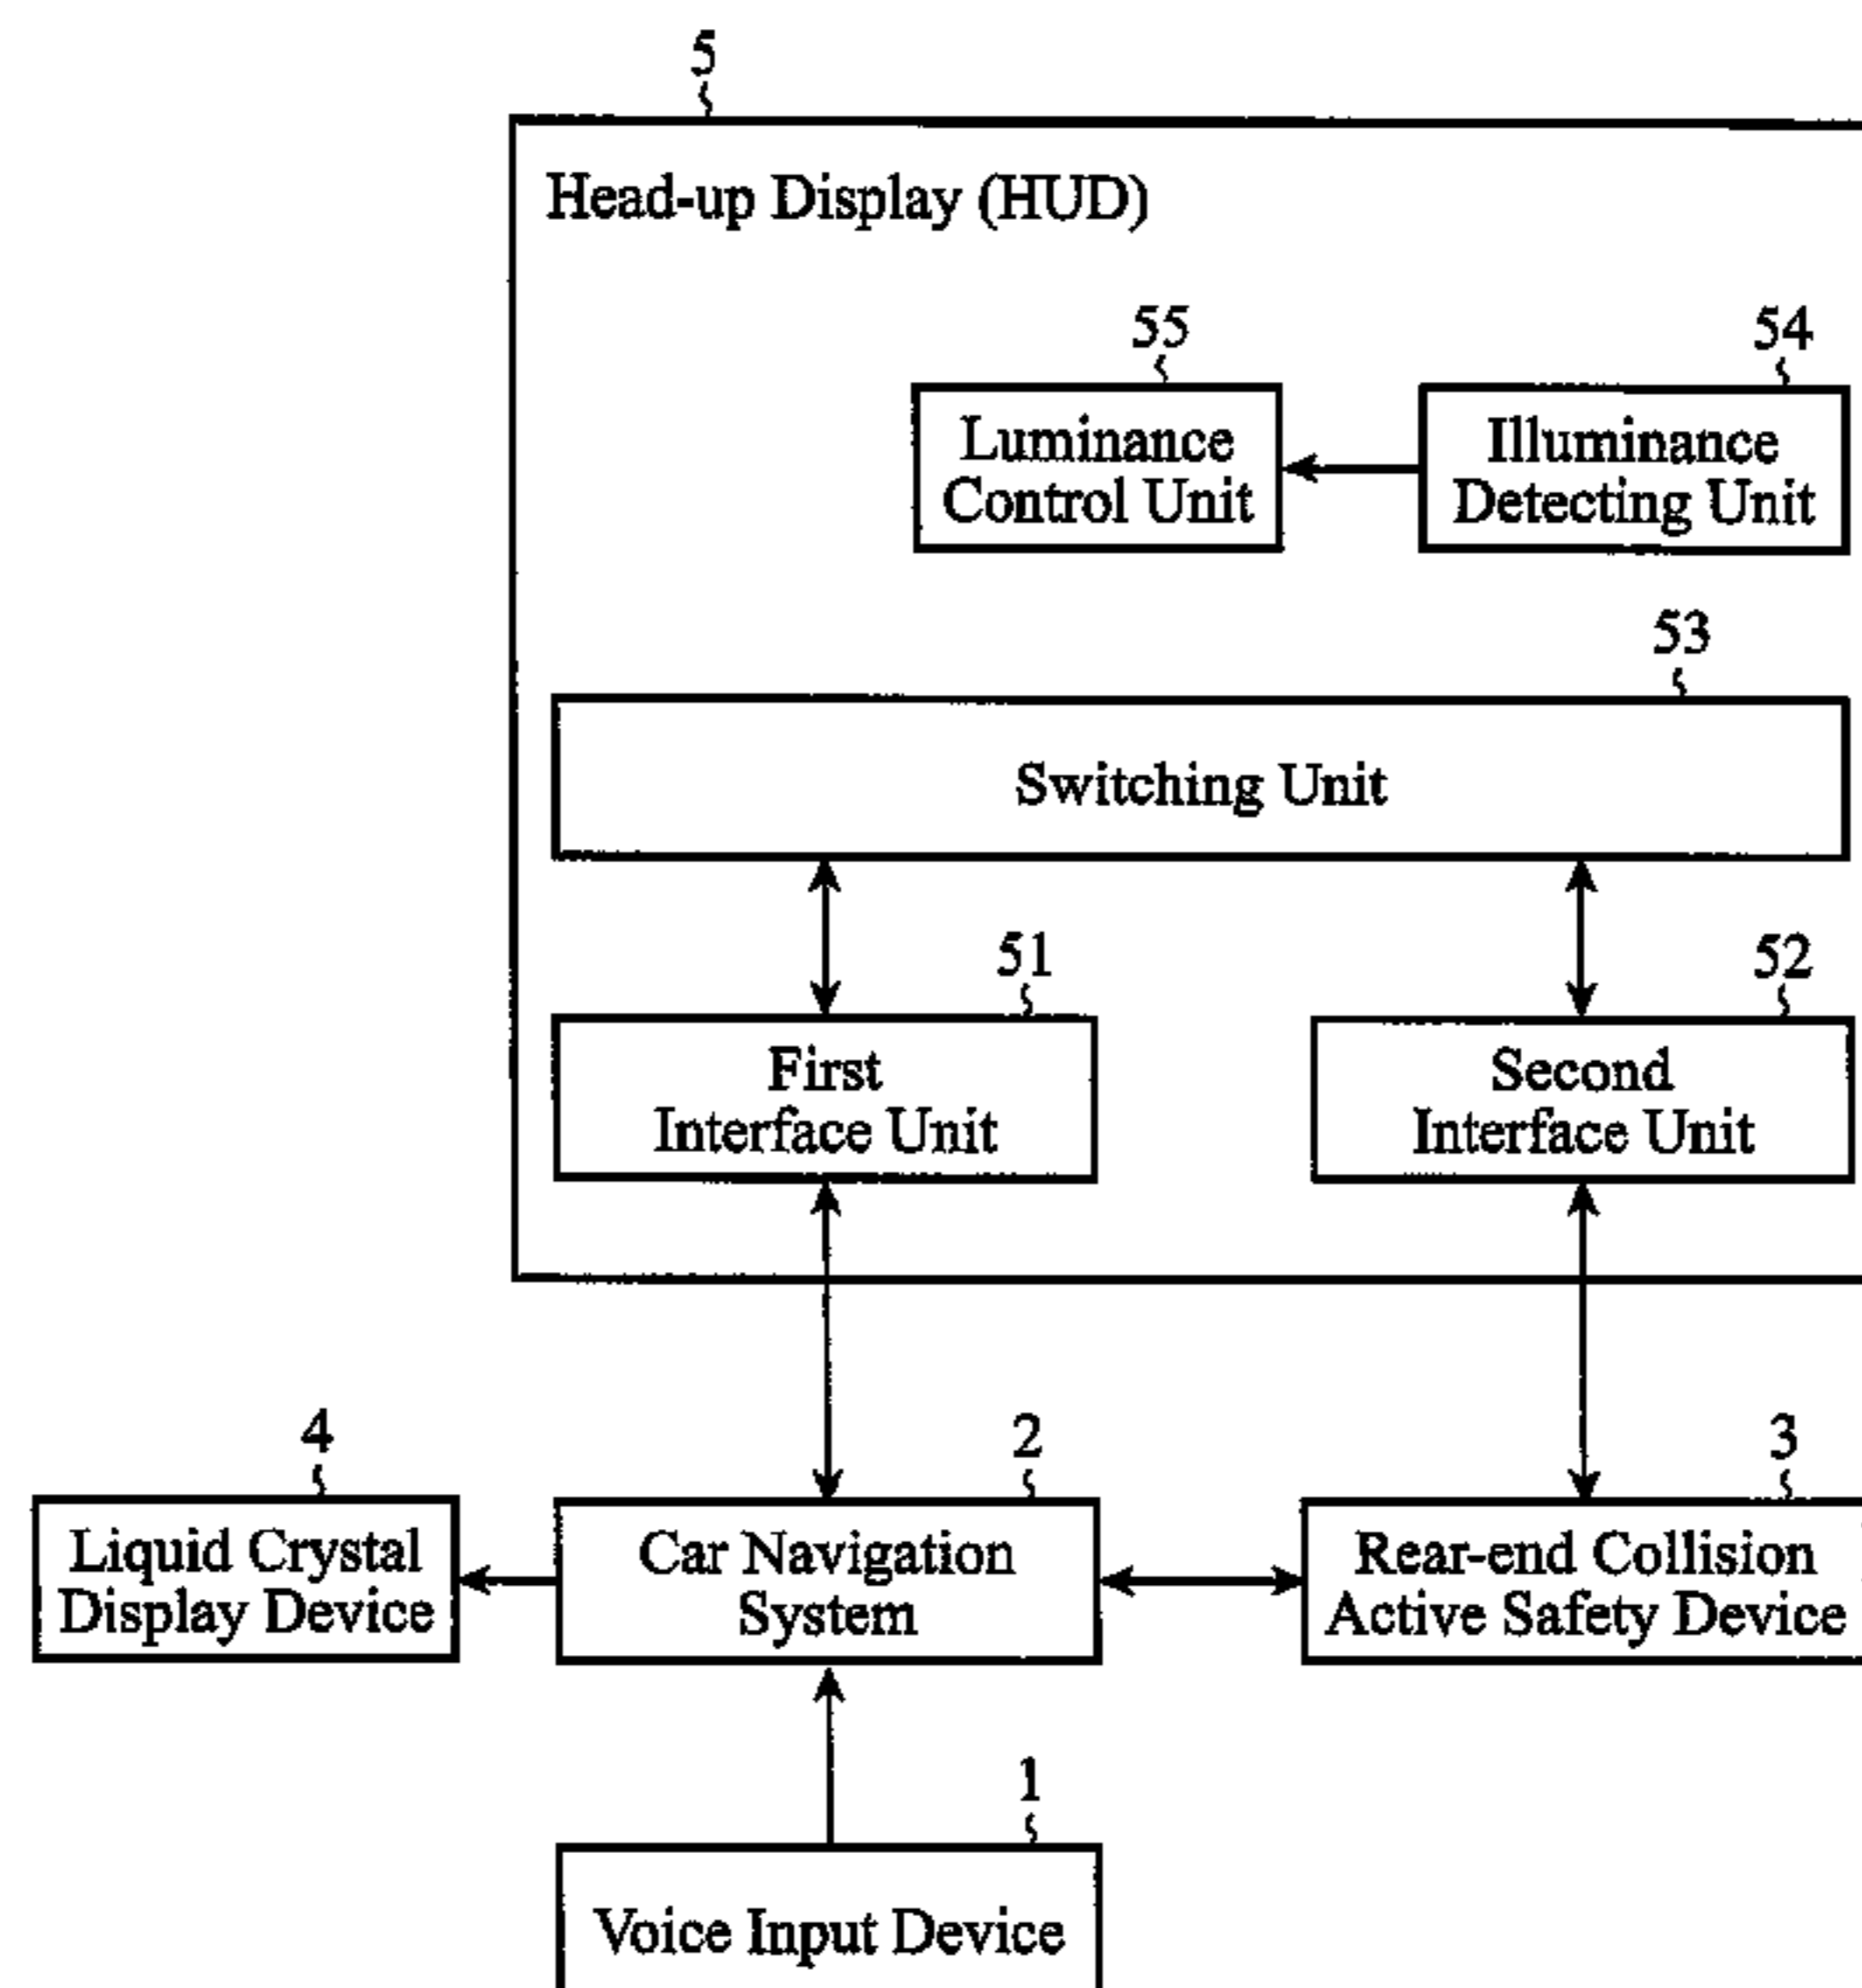 5
Head-up Display (HUD)
55
54
Luminance
Control Unit
Illuminance
Detecting Unit
53
Switching Unit
51
52
First
Interface Unit
Second
Interface Unit
4
2
3
Liquid Crystal
Display Device
Car Navigation
System
Rear-end Collision
Active Safety Device
1
Voice Input Device